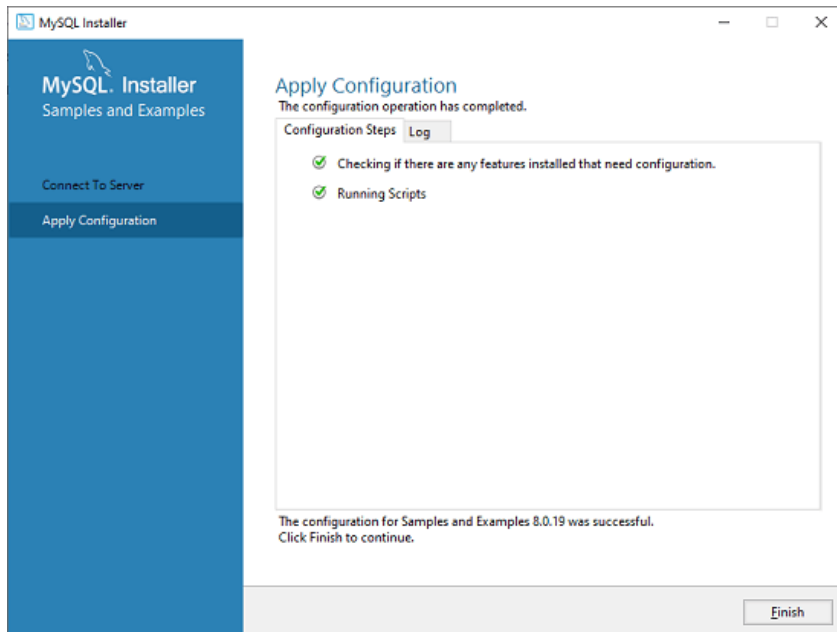 MySQL Installer
MySQL. Installer
Samples and Examples
Connect To Server
Apply Configuration
Apply Configuration
The configuration operation has completed.
Configuration Steps Log
Checking if there are any features installed that need configuration.
Running Scripts
The configuration for Samples and Examples 8.0.19 was successful.
Click Finish to continue.
Finish